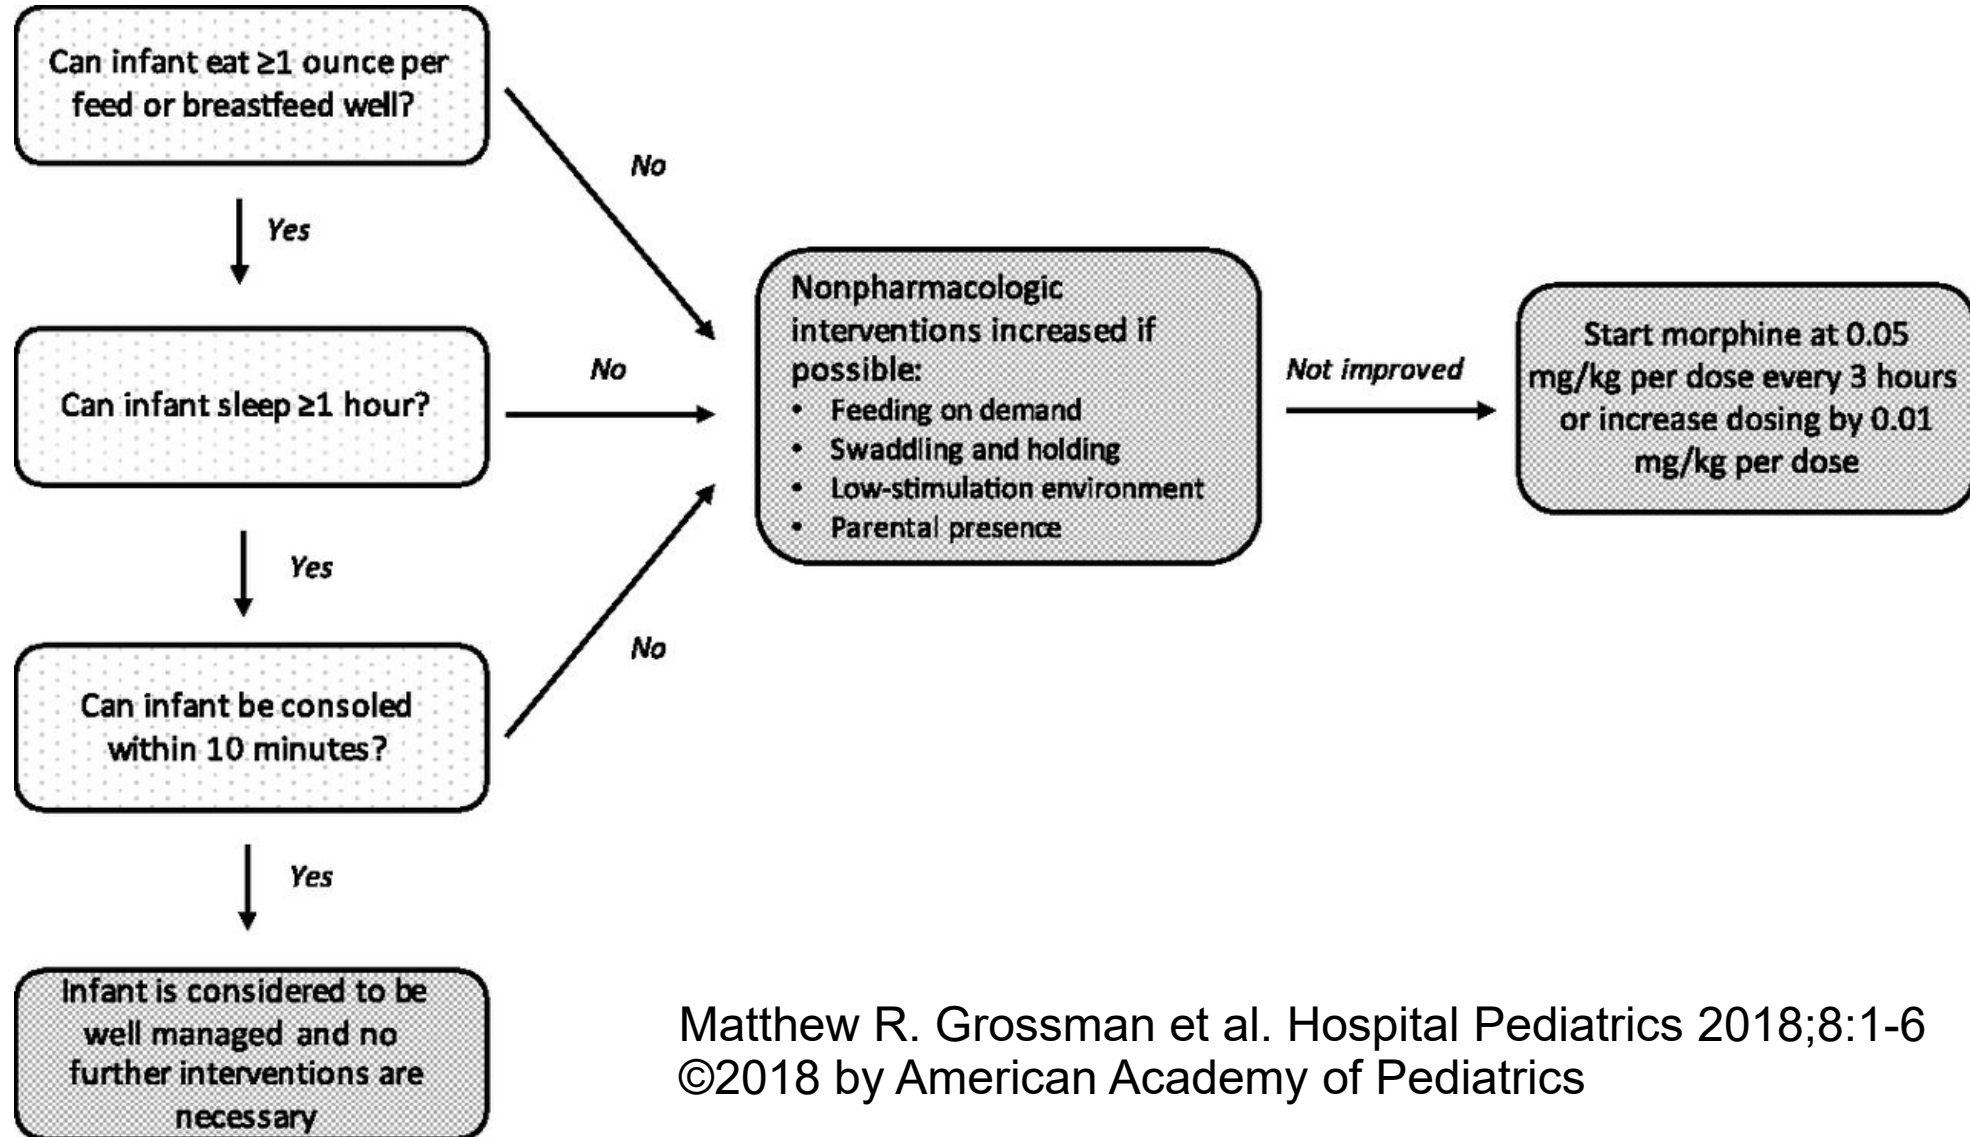 Can infant eat ≥1 ounce per
feed or breastfeed well?
No
Yes
Can infant sleep ≥1 hour?
No
Nonpharmacologic
interventions increased if
possible:
• Feeding on demand
• Swaddling and holding
• Low-stimulation environment
• Parental presence
Not improved
Start morphine at 0.05
mg/kg per dose every 3 hours
or increase dosing by 0.01
mg/kg per dose
Yes
Can infant be consoled
within 10 minutes?
No
Yes
Infant is considered to be
well managed and no
further interventions are
necessary
Matthew R. Grossman et al. Hospital Pediatrics 2018;8:1-6
©2018 by American Academy of Pediatrics